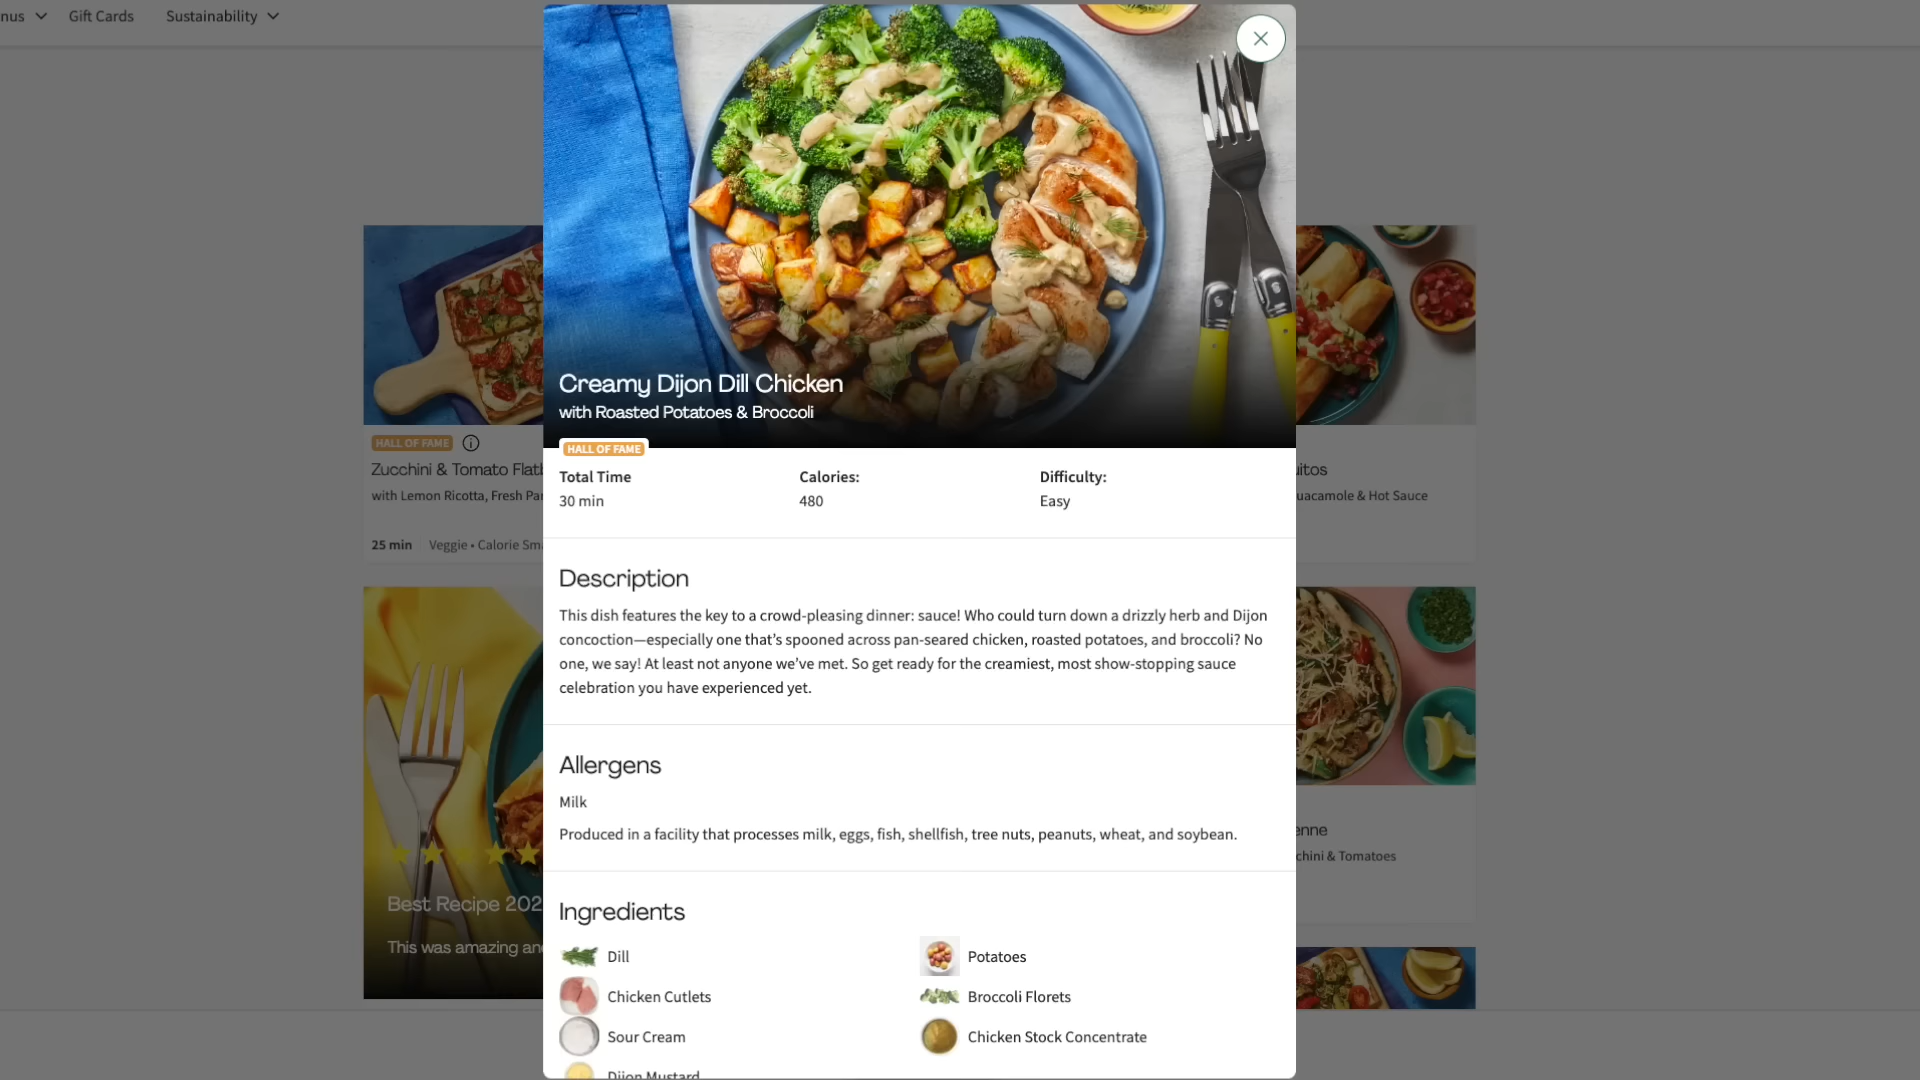 nus
Gift Cards
Sustainability
Creamy Dijon Dill Chicken
with Roasted Potatoes & Broccoli
HALL OF FAME
Total Time
30 min
Calories:
480
Difficulty:
Easy
Description
This dish features the key to a crowd-pleasing dinner: sauce! Who could turn down a drizzly herb and Dijon
concoction—especially one that's spooned across pan-seared chicken, roasted potatoes, and broccoli? No
one, we say! At least not anyone we've met. So get ready for the creamiest, most show-stopping sauce
celebration you have experienced yet.
Allergens
Milk
Produced in a facility that processes milk, eggs, fish, shellfish, tree nuts, peanuts, wheat, and soybean.
Ingredients
Dill
Potatoes
Chicken Cutlets
Broccoli Florets
Sour Cream
Chicken Stock Concentrate
Dijon Mustard
HALL OF FAME
Zucchini & Tomato Flatb
with Lemon Ricotta, Fresh Par
25 min
Veggie • Calorie Sma
Best Recipe 202
This was amazing an
uitos
uacamole & Hot Sauce
enne
chini & Tomatoes